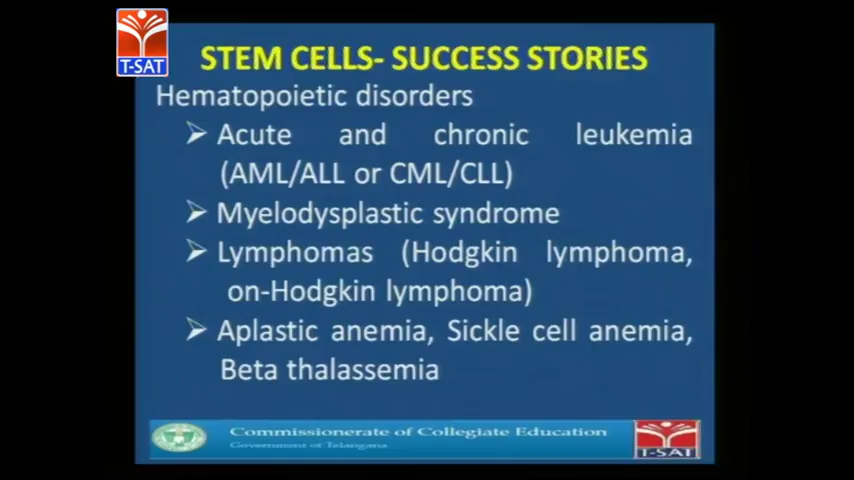 T-SAT
STEM CELLS- SUCCESS STORIES
Hematopoietic disorders
Acute and chronic leukemia
(AML/ALL or CML/CLL)
Myelodysplastic syndrome
Lymphomas (Hodgkin lymphoma,
on-Hodgkin lymphoma)
Aplastic anemia, Sickle cell anemia,
Beta thalassemia
Commissionerate of Collegiate Education
Government of Telangana
T-SAT